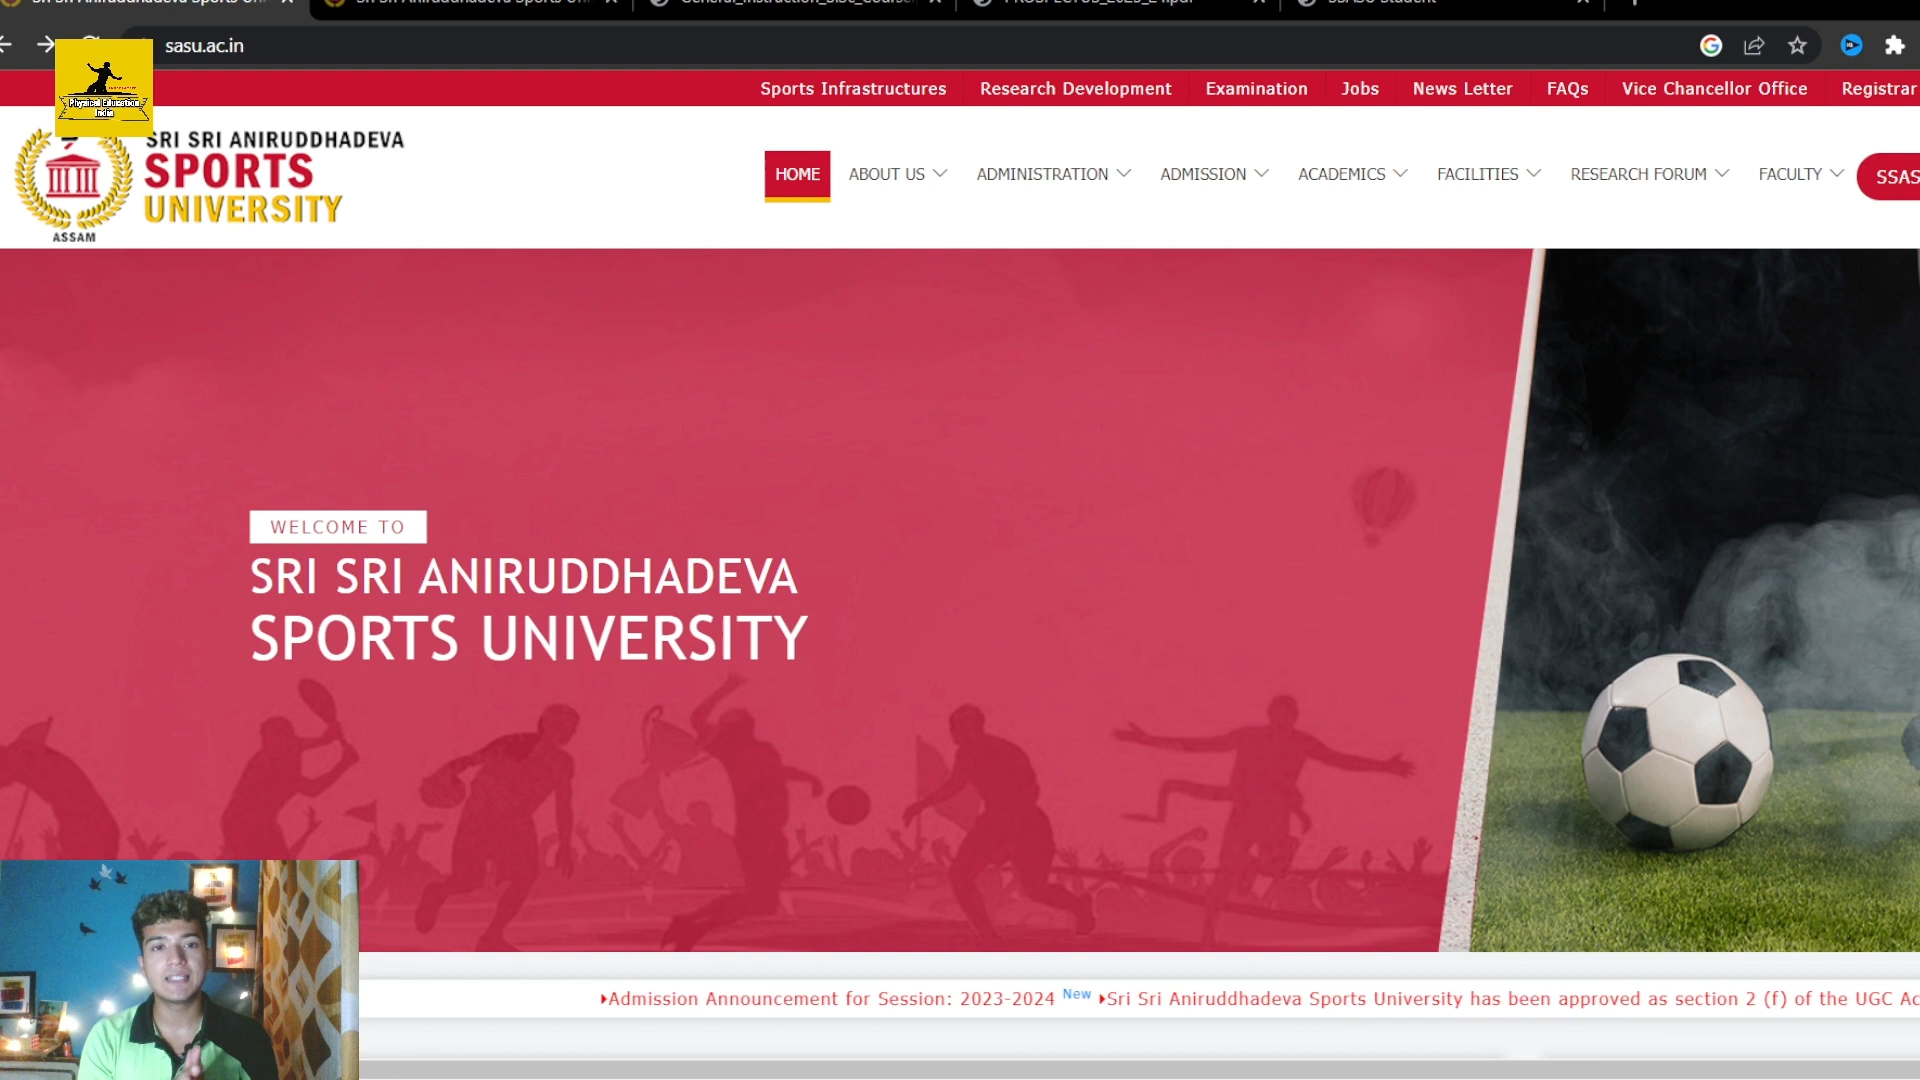 sasu.ac.in
Sports Infrastructures Research Development Examination Jobs News Letter FAQs Vice Chancellor Office Registrar
Physical Education
India
SRI SRI ANIRUDDHADEVA
SPORTS
UNIVERSITY
ASSAM
HOME ABOUT US ADMINISTRATION ADMISSION ACADEMICS FACILITIES RESEARCH FORUM FACULTY SSAS
WELCOME TO
SRI SRI ANIRUDDHADEVA
SPORTS UNIVERSITY
Admission Announcement for Session: 2023-2024 New Sri Sri Aniruddhadeva Sports University has been approved as section 2 (f) of the UGC Ac